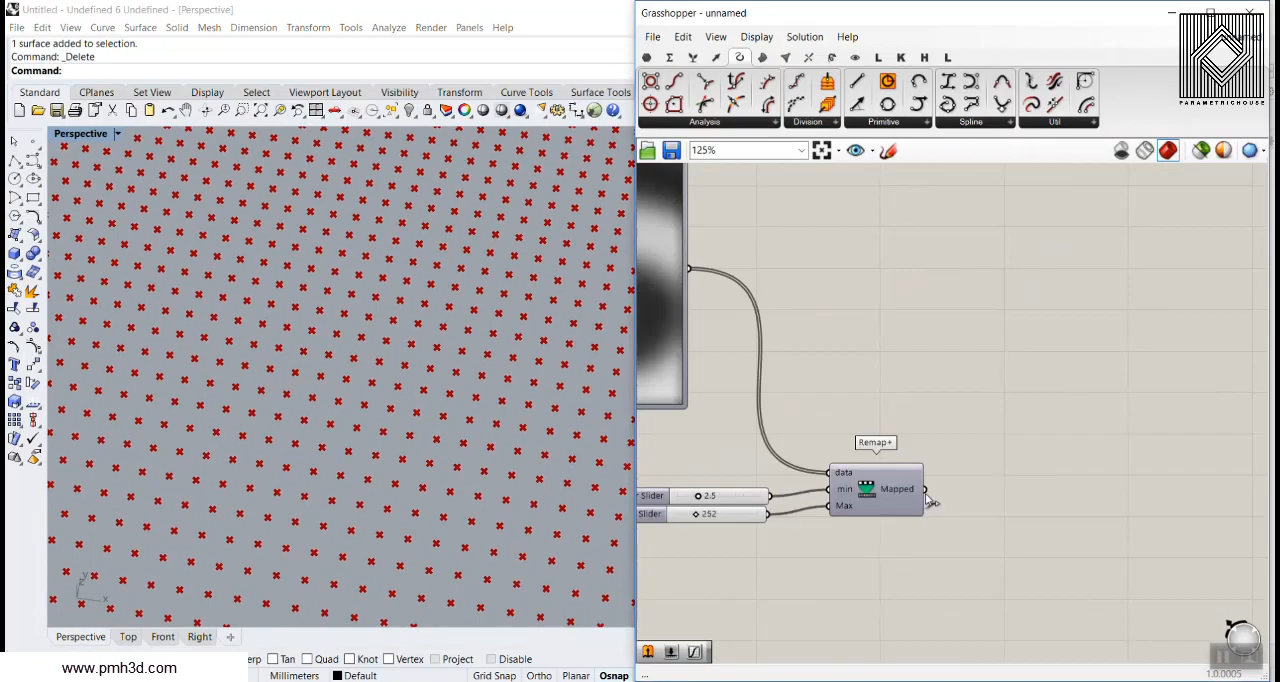 Untitled - Undefined 6 Undefined - [Perspective]
File Edit View Curve Surface Solid Mesh Dimension Transform Tools Analyze Render Panels Help
1 surface added to selection.
Command: _Delete
Command:
Standard CPlanes Set View Display Select Viewport Layout Visibility Transform Curve Tools Surface Tools
Perspective
z y x
Perspective Top Front Right
erp Tan Quad Knot Vertex Project Disable
Millimeters Default Grid Snap Ortho Planar Osnap
www.pmh3d.com
Grasshopper - unnamed
File Edit View Display Solution Help
L K H L
Analysis Division Primitive Spline Util
125%
PARAMETRICHOUSE
Remap+
data
min Mapped
Max
r Slider 2.5
Slider 252
...
1.0.0005